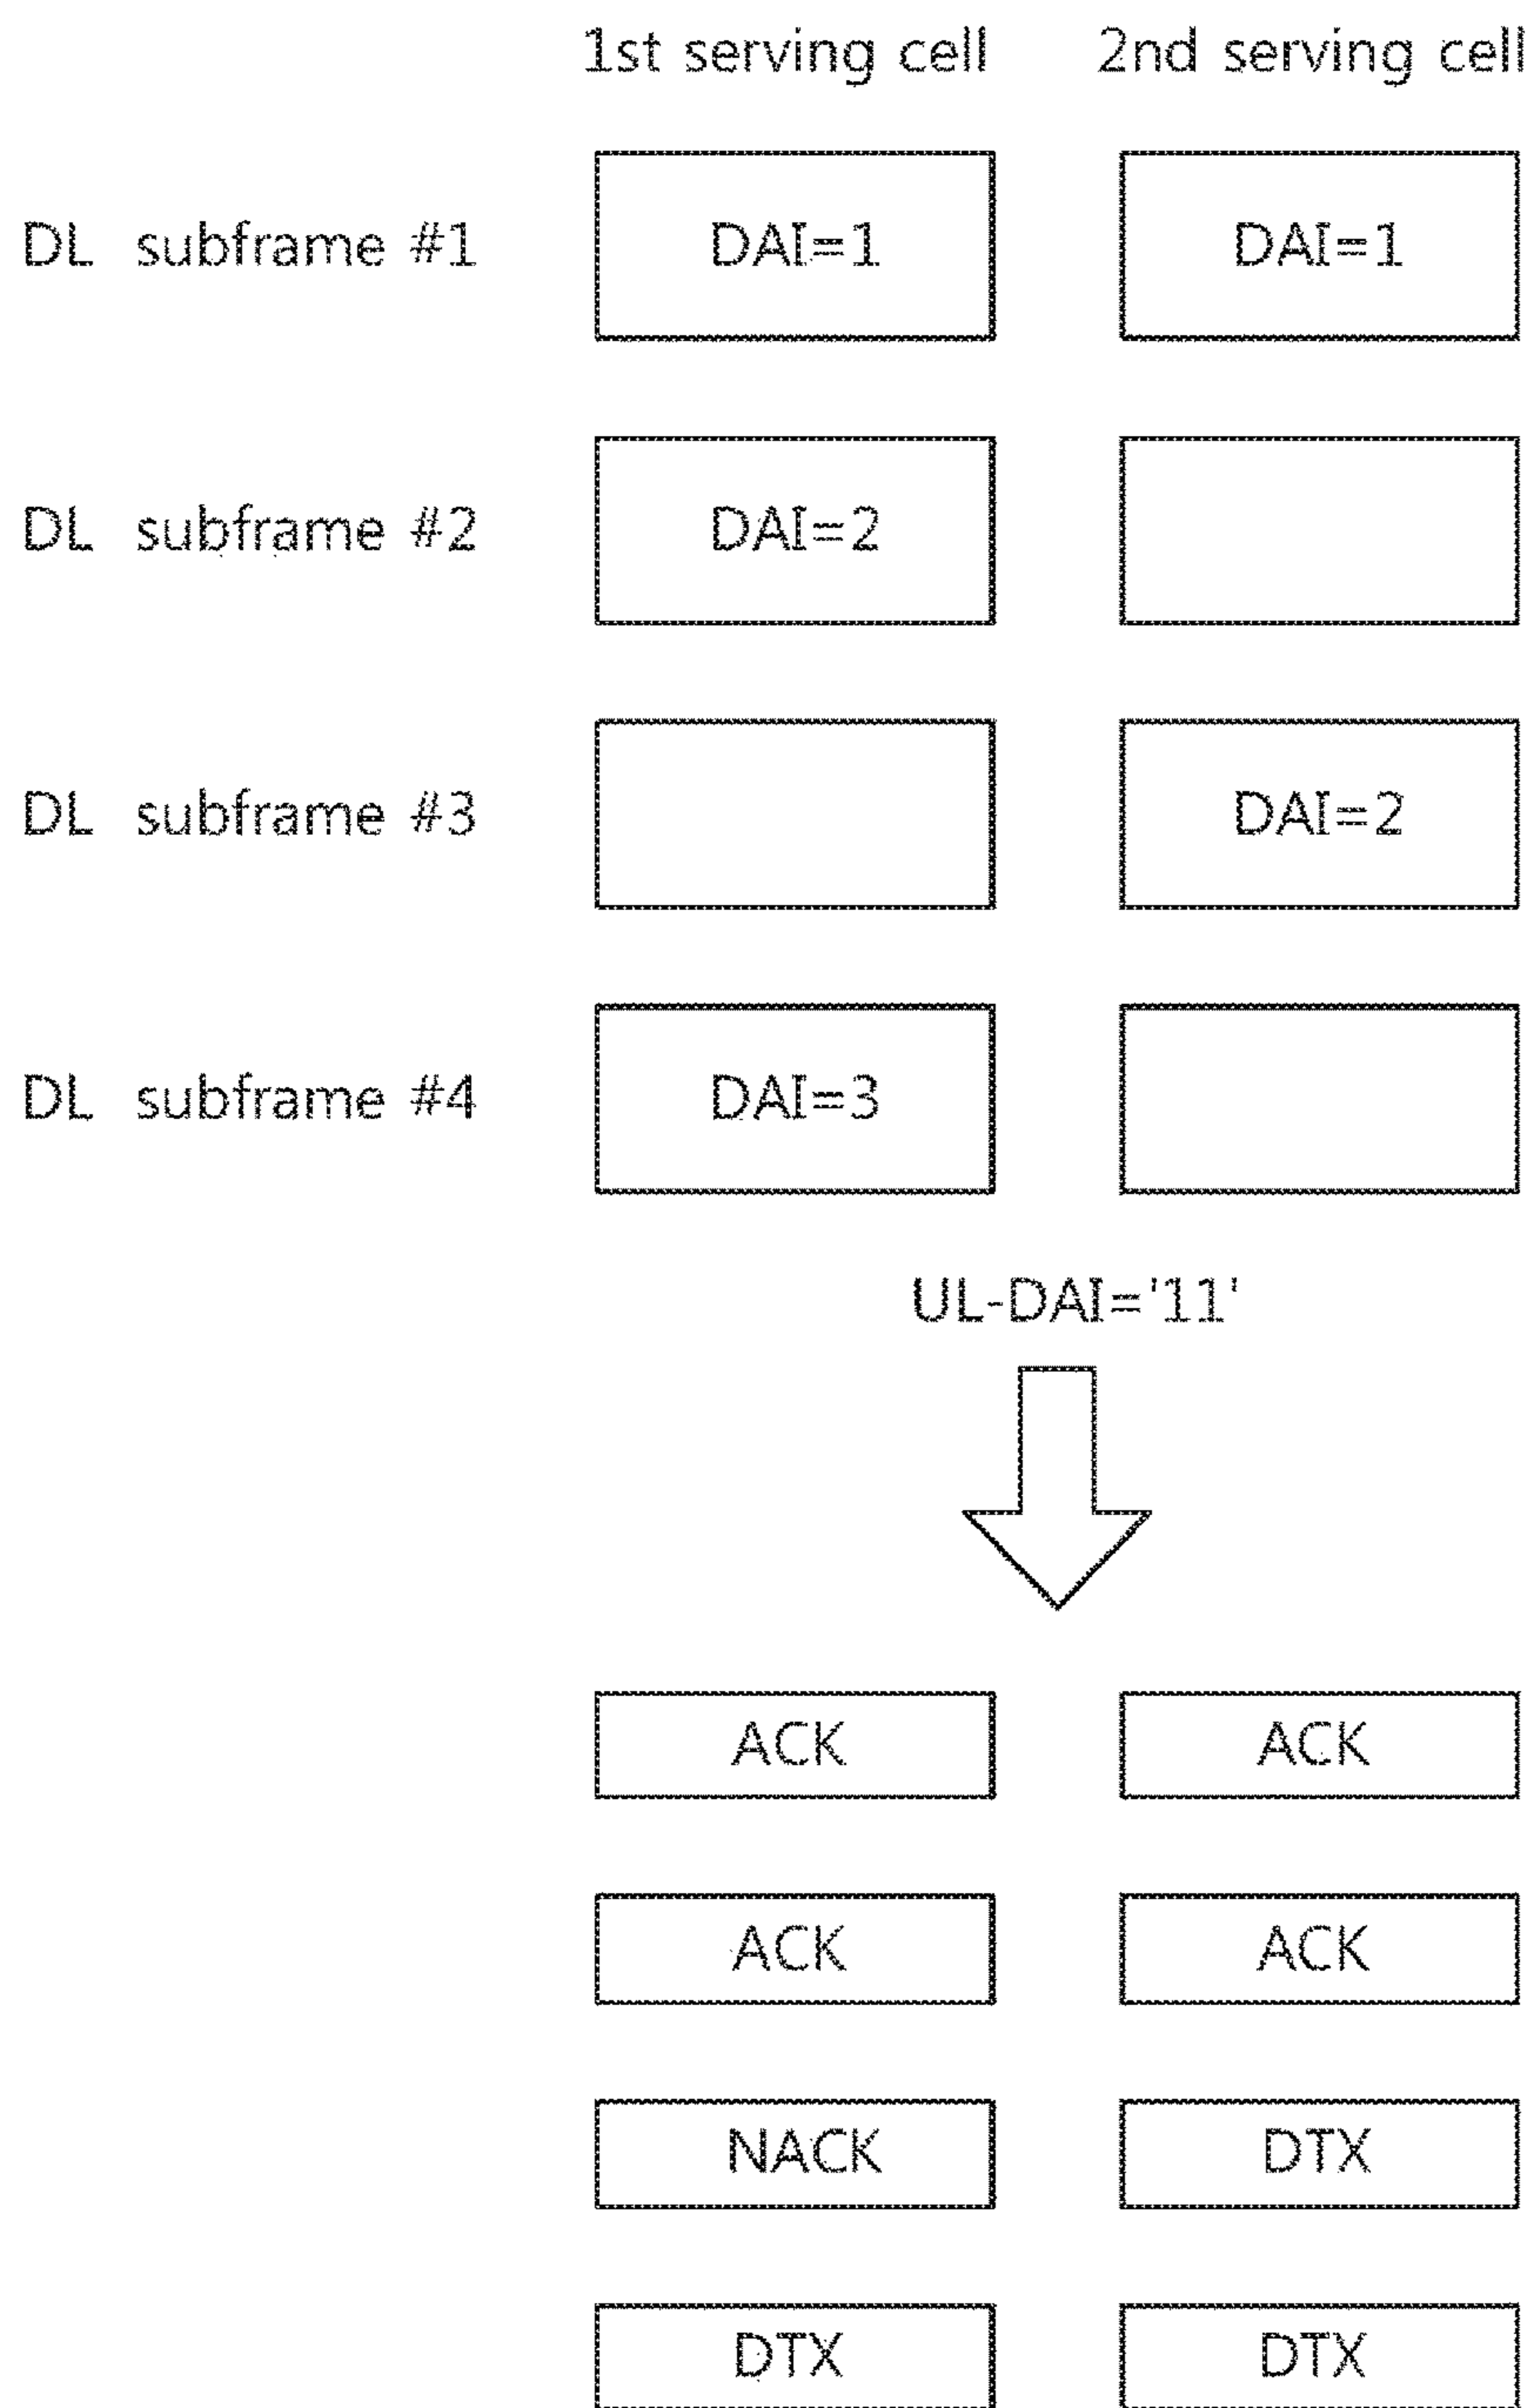 1st serving cell 2nd serving cell
DL subframe #1 DAI=1 DAI=1
DL subframe #2 DAI=2
DL subframe #3 DAI=2
DL subframe #4 DAI=3
UL-DAI='11'
ACK ACK
ACK ACK
NACK DTX
DTX DTX